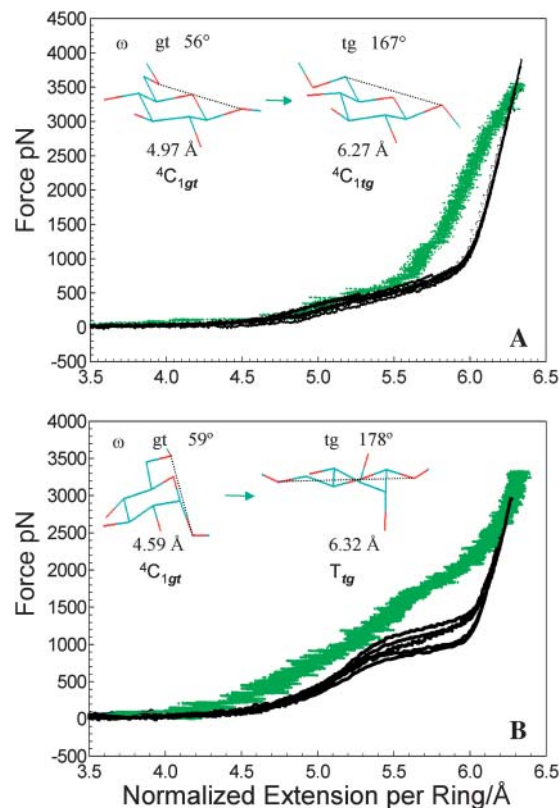 4500
4000
3500
3000
2500
2000
1500
1000
500
0
-500
Force pN
ω gt 56° tg 167°
4.97 Å 6.27 Å
⁴C₁gt ⁴C₁tg
A
3.5 4.0 4.5 5.0 5.5 6.0 6.5
4000
3500
3000
2500
2000
1500
1000
500
0
-500
Force pN
ω gt 59° tg 178°
4.59 Å 6.32 Å
⁴C₁gt Ttg
B
3.5 4.0 4.5 5.0 5.5 6.0 6.5
Normalized Extension per Ring/Å